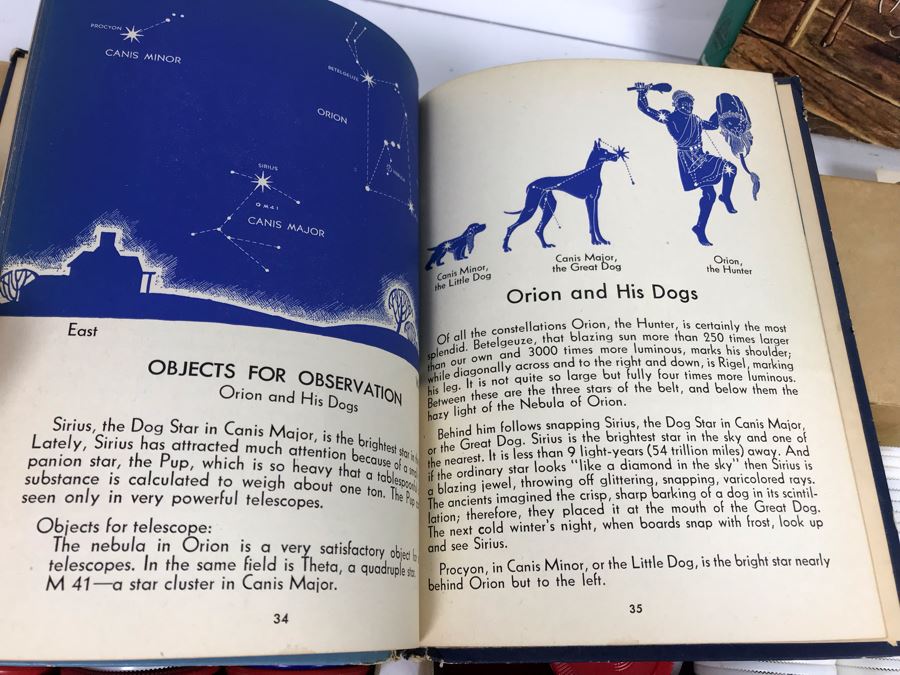 PROCYON
CANIS MINOR
BETELGEUZE
ORION
SIRIUS
M 41
CANIS MAJOR
East
OBJECTS FOR OBSERVATION
Orion and His Dogs
Sirius, the Dog Star in Canis Major, is the brightest star in
Lately, Sirius has attracted much attention because of a
panion star, the Pup, which is so heavy that a tablespoonful
substance is calculated to weigh about one ton. The Pup
seen only in very powerful telescopes.
Objects for telescope:
The nebula in Orion is a very satisfactory object
telescopes. In the same field is Theta, a quadruple star.
M 41—a star cluster in Canis Major.
34
Canis Minor,
the Little Dog
Canis Major,
the Great Dog
Orion,
the Hunter
Orion and His Dogs
Of all the constellations Orion, the Hunter, is certainly the most
splendid. Betelgeuze, that blazing sun more than 250 times larger
than our own and 3000 times more luminous, marks his shoulder;
while diagonally across and to the right and down, is Rigel, marking
his leg. It is not quite so large but fully four times more luminous.
Between these are the three stars of the belt, and below them the
hazy light of the Nebula of Orion.
Behind him follows snapping Sirius, the Dog Star in Canis Major,
or the Great Dog. Sirius is the brightest star in the sky and one of
the nearest. It is less than 9 light-years (54 trillion miles) away. And
if the ordinary star looks "like a diamond in the sky" then Sirius is
a blazing jewel, throwing off glittering, snapping, varicolored rays.
The ancients imagined the crisp, sharp barking of a dog in its scintil-
lation; therefore, they placed it at the mouth of the Great Dog.
The next cold winter's night, when boards snap with frost, look up
and see Sirius.
Procyon, in Canis Minor, or the Little Dog, is the bright star nearly
behind Orion but to the left.
35